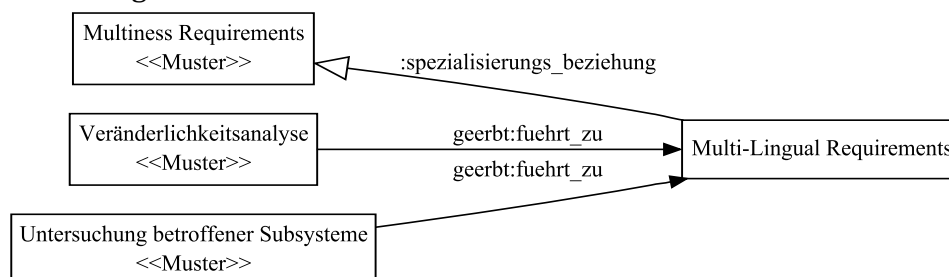 Multiness Requirements
<<Muster>>
:spezialisierungs_beziehung
Veränderlichkeitsanalyse
<<Muster>>
geerbt:fuehrt_zu
Multi-Lingual Requirements
geerbt:fuehrt_zu
Untersuchung betroffener Subsysteme
<<Muster>>